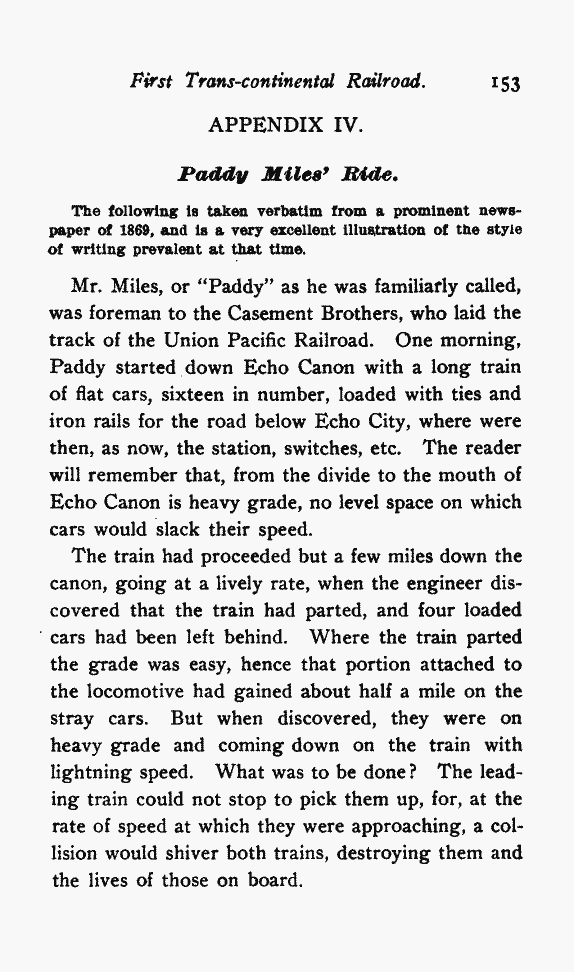 First Trans-continental Railroad. 153
APPENDIX IV.
Paddy Miles' Ride.
The following is taken verbatim from a prominent news-
paper of 1869, and is a very excellent illustration of the style
of writing prevalent at that time.
Mr. Miles, or "Paddy" as he was familiarly called,
was foreman to the Casement Brothers, who laid the
track of the Union Pacific Railroad. One morning,
Paddy started down Echo Canon with a long train
of flat cars, sixteen in number, loaded with ties and
iron rails for the road below Echo City, where were
then, as now, the station, switches, etc. The reader
will remember that, from the divide to the mouth of
Echo Canon is heavy grade, no level space on which
cars would slack their speed.
The train had proceeded but a few miles down the
canon, going at a lively rate, when the engineer dis-
covered that the train had parted, and four loaded
cars had been left behind. Where the train parted
the grade was easy, hence that portion attached to
the locomotive had gained about half a mile on the
stray cars. But when discovered, they were on
heavy grade and coming down on the train with
lightning speed. What was to be done? The lead-
ing train could not stop to pick them up, for, at the
rate of speed at which they were approaching, a col-
lision would shiver both trains, destroying them and
the lives of those on board.